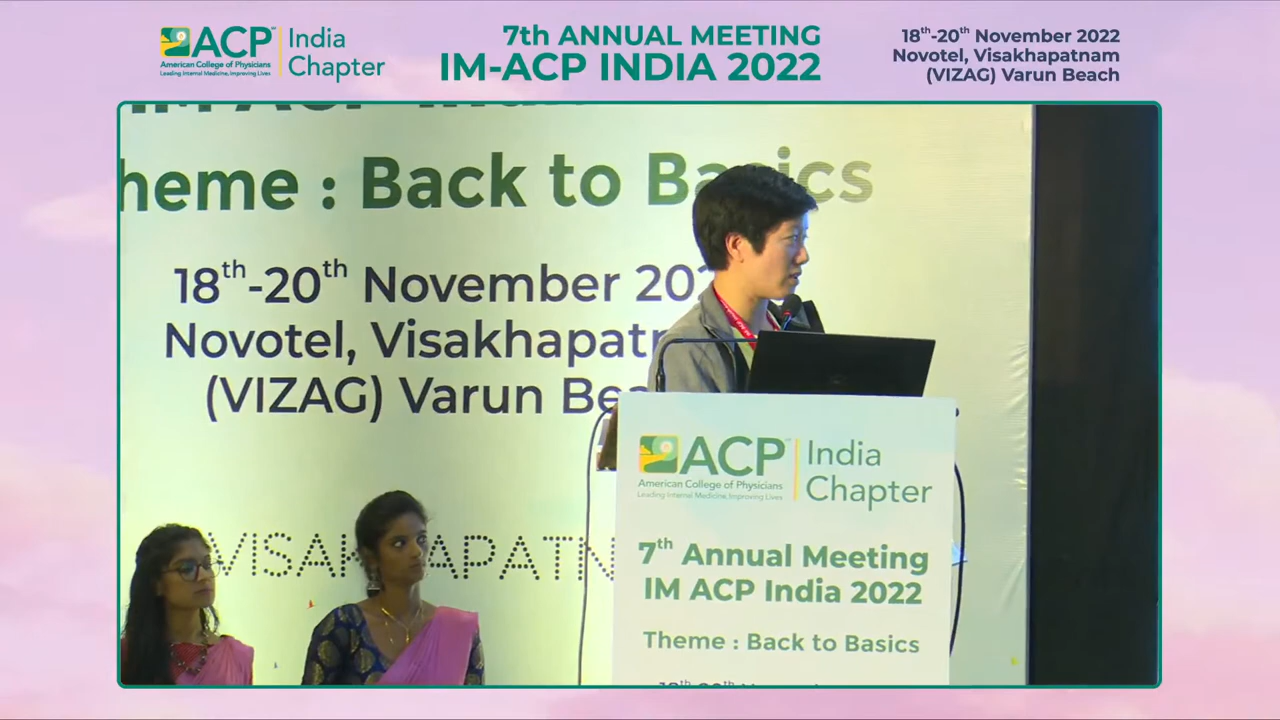 ACP
American College of Physicians
Leading Internal Medicine, Improving Lives
India
Chapter
7th ANNUAL MEETING
IM-ACP INDIA 2022
18th-20th November 2022
Novotel, Visakhapatnam
(VIZAG) Varun Beach
heme : Back to Basics
18th-20th November 202
Novotel, Visakhapatn
(VIZAG) Varun Bea
VISAKHAPATN
ACP
American College of Physicians
Leading Internal Medicine, Improving Lives
India
Chapter
7th Annual Meeting
IM ACP India 2022
Theme : Back to Basics